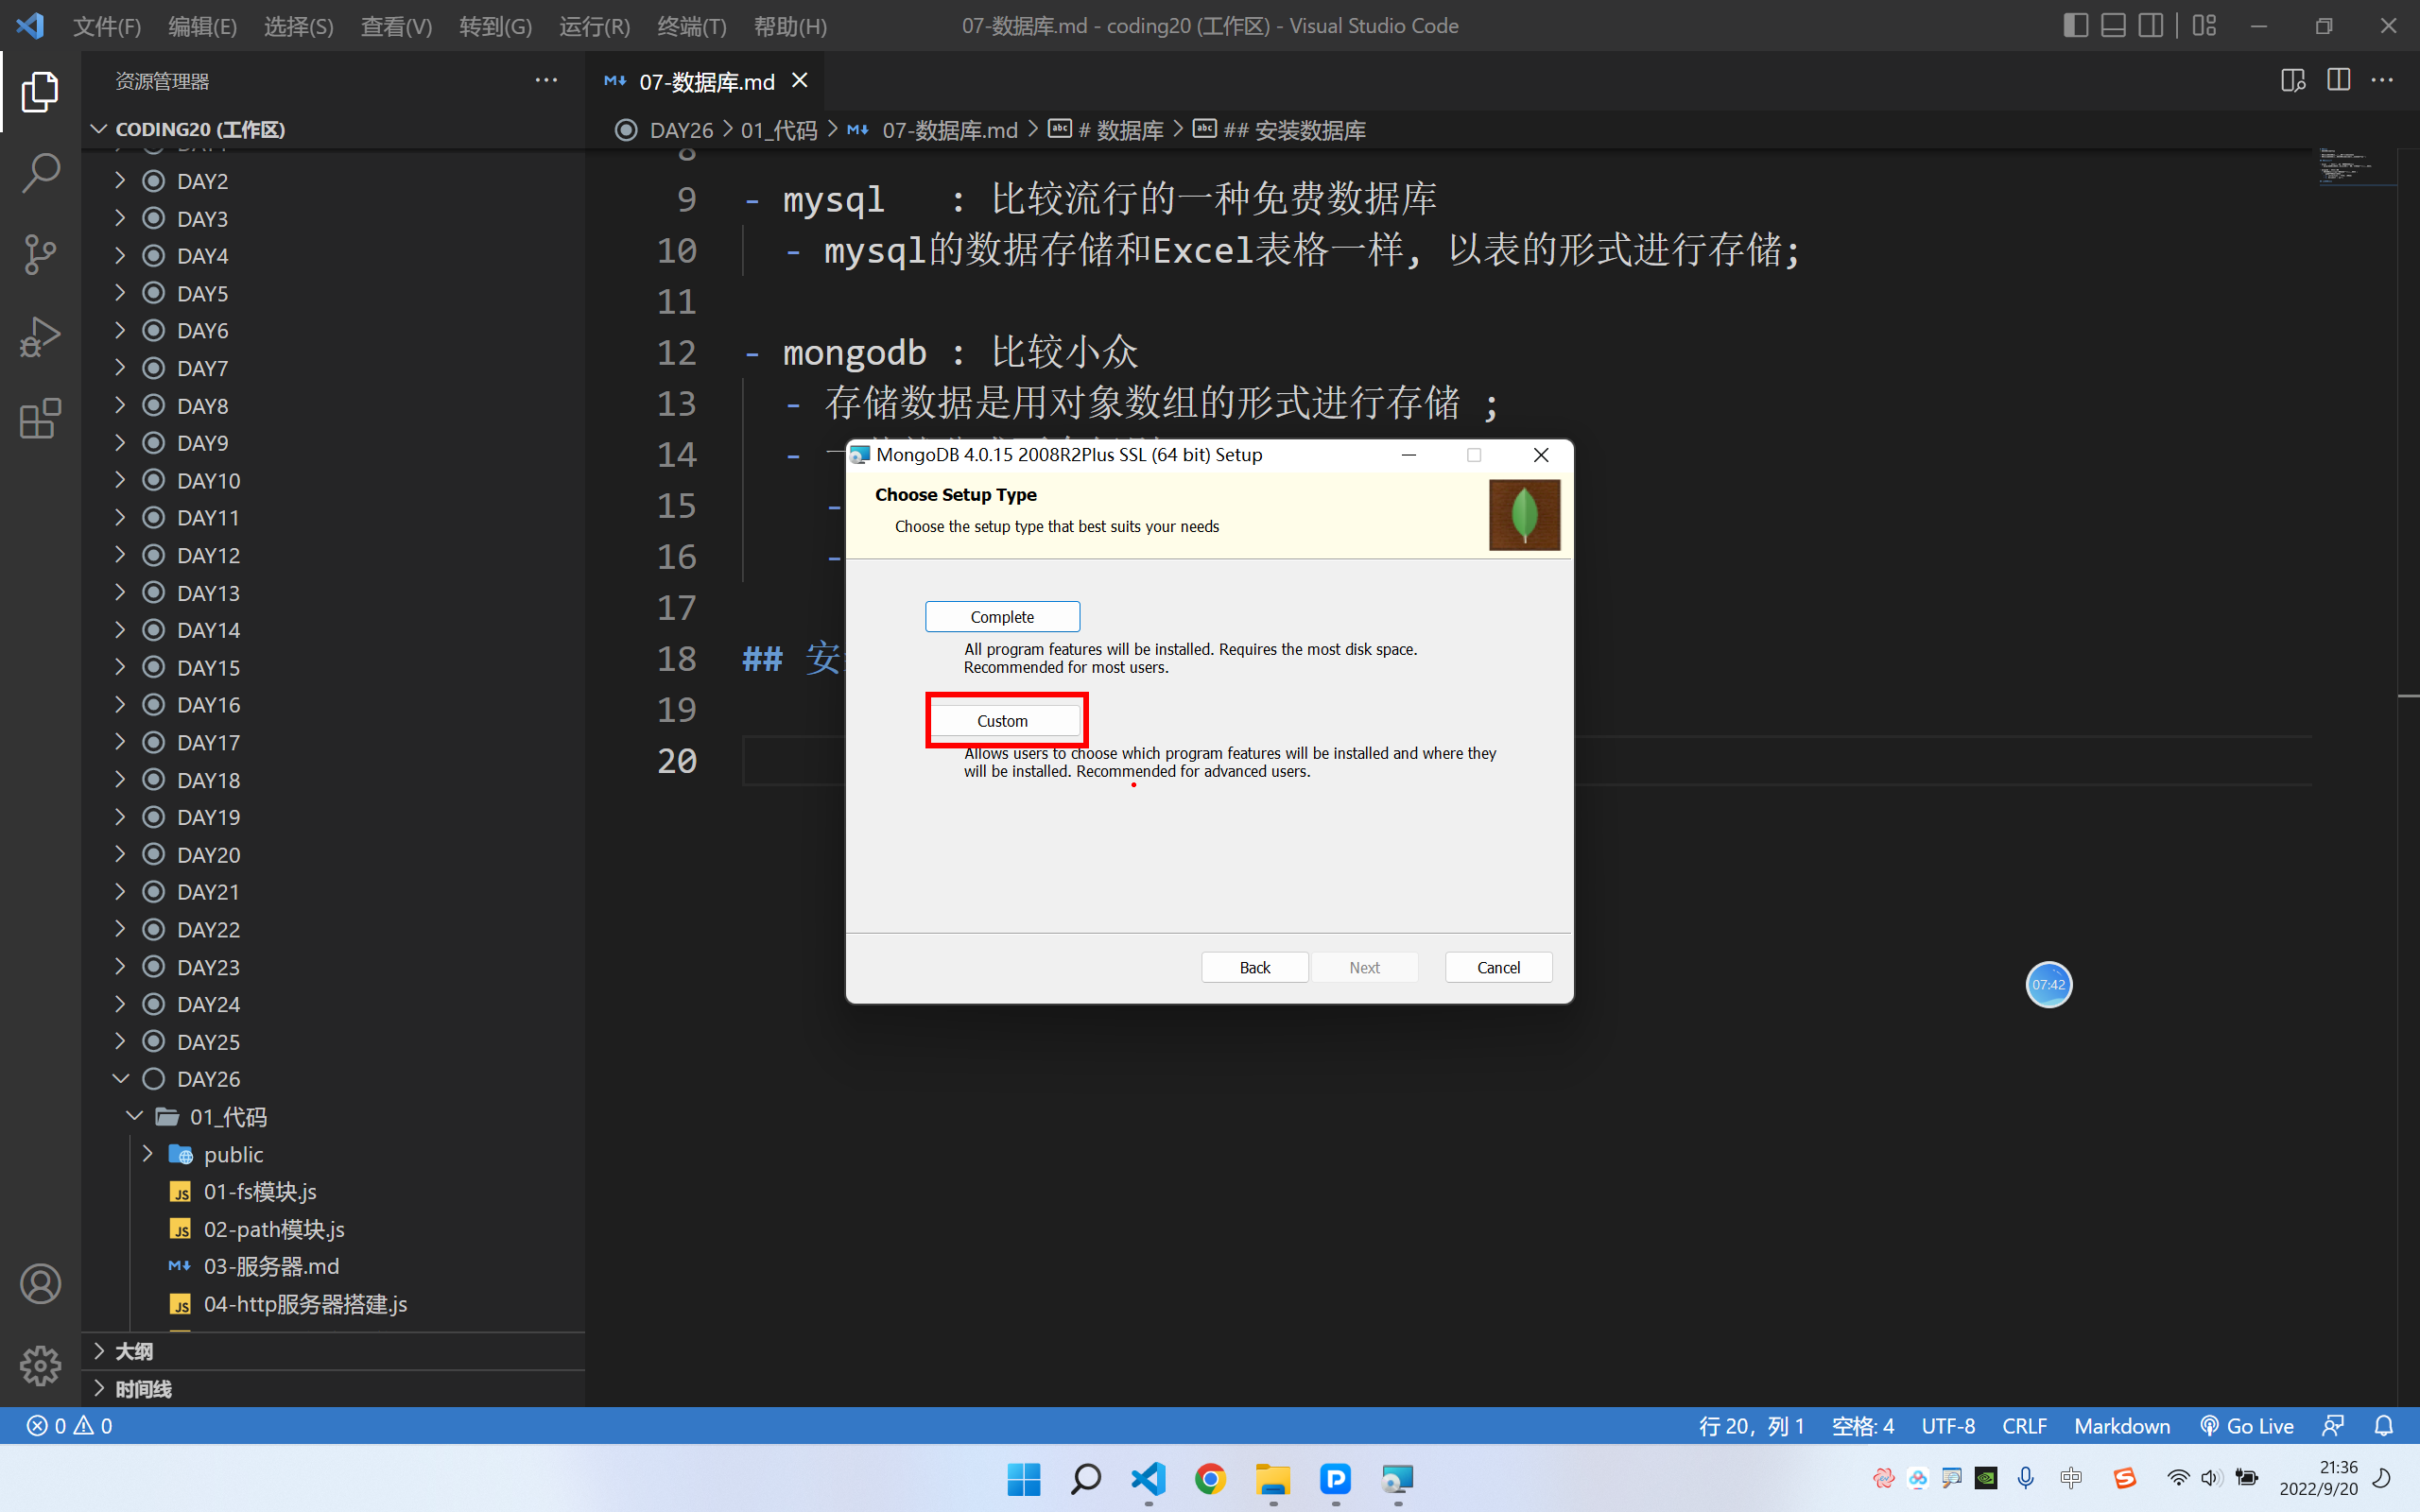 文件(F) 编辑(E) 选择(S) 查看(V) 转到(G) 运行(R) 终端(T) 帮助(H) 07-数据库.md - coding20 (工作区) - Visual Studio Code
资源管理器
07-数据库.md
CODING20 (工作区)
DAY26 > 01_代码 > 07-数据库.md > # 数据库 > ## 安装数据库
DAY2
DAY3
DAY4
DAY5
DAY6
DAY7
DAY8
DAY9
DAY10
DAY11
DAY12
DAY13
DAY14
DAY15
DAY16
DAY17
DAY18
DAY19
DAY20
DAY21
DAY22
DAY23
DAY24
DAY25
DAY26
01_代码
public
01-fs模块.js
02-path模块.js
03-服务器.md
04-http服务器搭建.js
大纲
时间线
8
9 - mysql : 比较流行的一种免费数据库
10 - mysql的数据存储和Excel表格一样, 以表的形式进行存储;
11
12 - mongodb : 比较小众
13 - 存储数据是用对象数组的形式进行存储 ;
14 -
15 -
16 -
17
18 ## 安
19
20
MongoDB 4.0.15 2008R2Plus SSL (64 bit) Setup
Choose Setup Type
Choose the setup type that best suits your needs
Complete
All program features will be installed. Requires the most disk space.
Recommended for most users.
Custom
Allows users to choose which program features will be installed and where they
will be installed. Recommended for advanced users.
Back Next Cancel
07:42
0 0 行 20，列 1 空格: 4 UTF-8 CRLF Markdown Go Live
中
21:36
2022/9/20